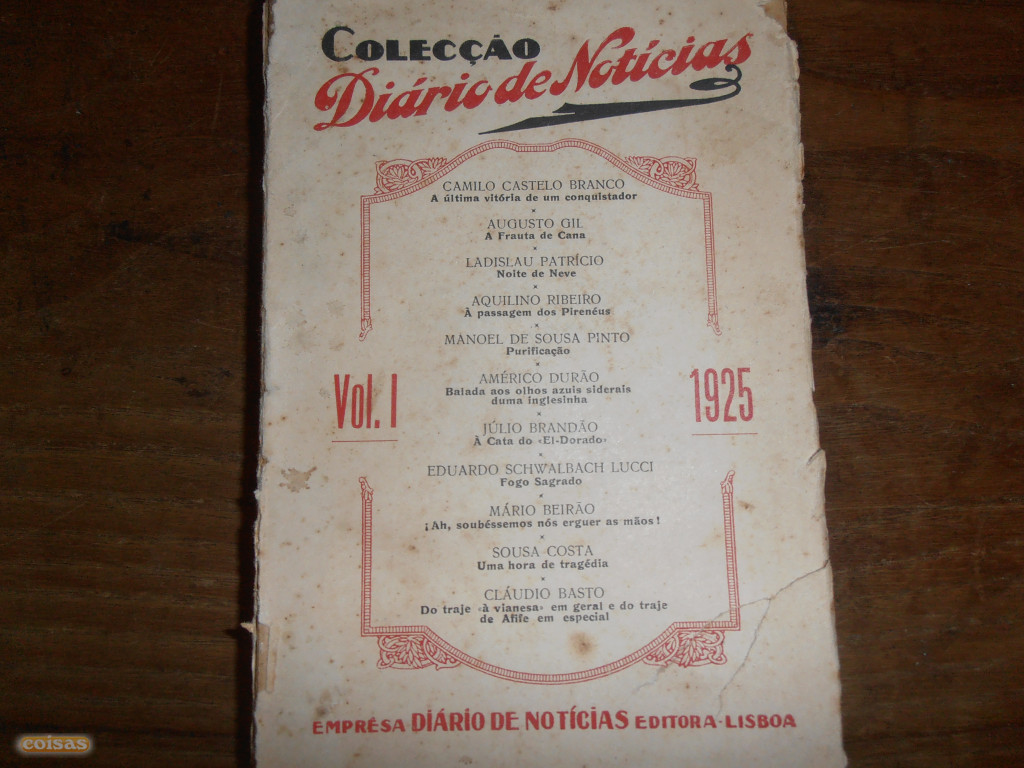 COLECÇÃO
Diário de Notícias
CAMILO CASTELO BRANCO
A última vitória de um conquistador
×
AUGUSTO GIL
A Frauta de Cana
×
LADISLAU PATRÍCIO
Noite de Neve
×
AQUILINO RIBEIRO
À passagem dos Pirenéus
×
MANOEL DE SOUSA PINTO
Purificação
×
AMÉRICO DURÃO
Balada aos olhos azuis siderais
duma inglesinha
×
JÚLIO BRANDÃO
À Cata do «El-Dorado»
×
EDUARDO SCHWALBACH LUCCI
Fogo Sagrado
×
MÁRIO BEIRÃO
¡Ah, soubéssemos nós erguer as mãos!
×
SOUSA COSTA
Uma hora de tragédia
×
CLÁUDIO BASTO
Do traje «à vianesa» em geral e do traje
de Afife em especial
Vol. I
1925
EMPRÊSA DIÁRIO DE NOTÍCIAS EDITORA-LISBOA
coisas